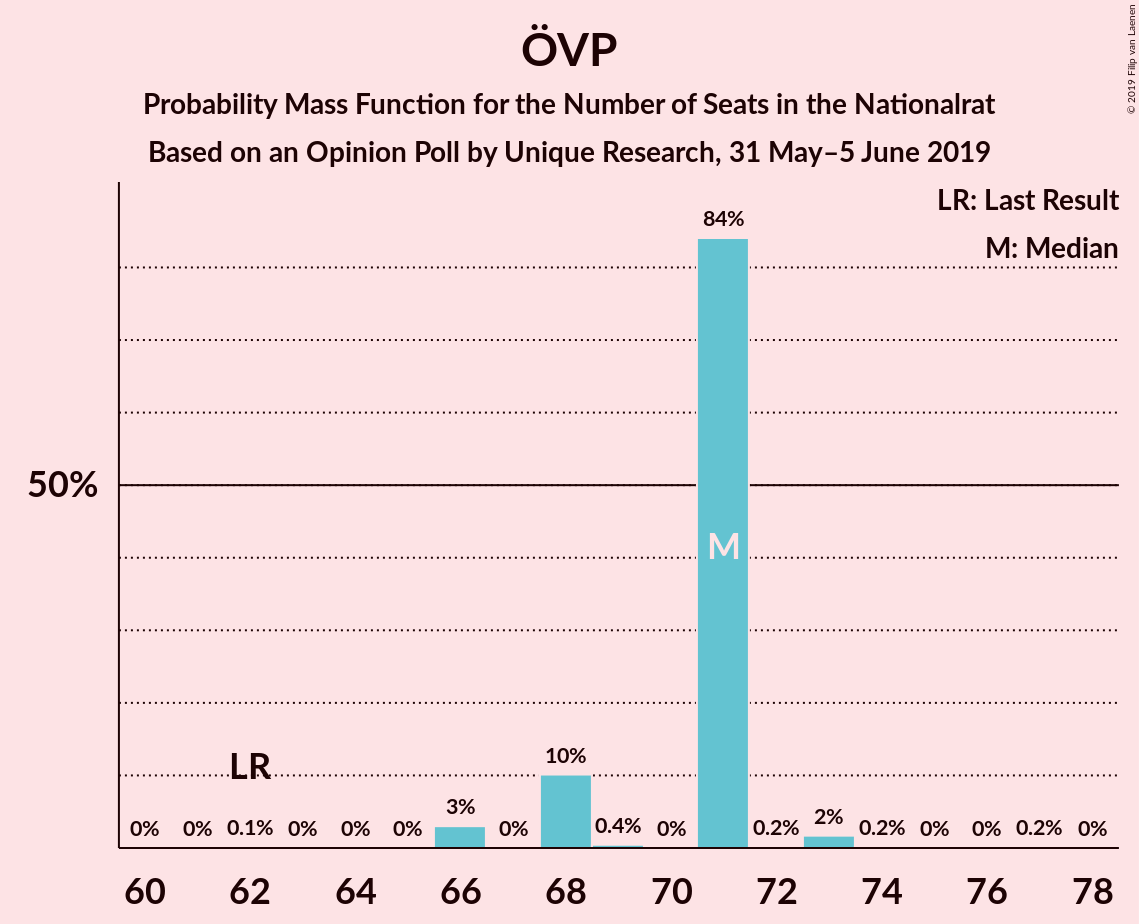 ÖVP
Probability Mass Function for the Number of Seats in the Nationalrat
Based on an Opinion Poll by Unique Research, 31 May–5 June 2019
© 2019 Filip van Laenen
LR: Last Result
M: Median
84%
50%
M
LR
10%
3%
2%
0% 0% 0.1% 0% 0% 0% 0% 0.4% 0% 0.2% 0.2% 0% 0% 0.2% 0%
60 62 64 66 68 70 72 74 76 78